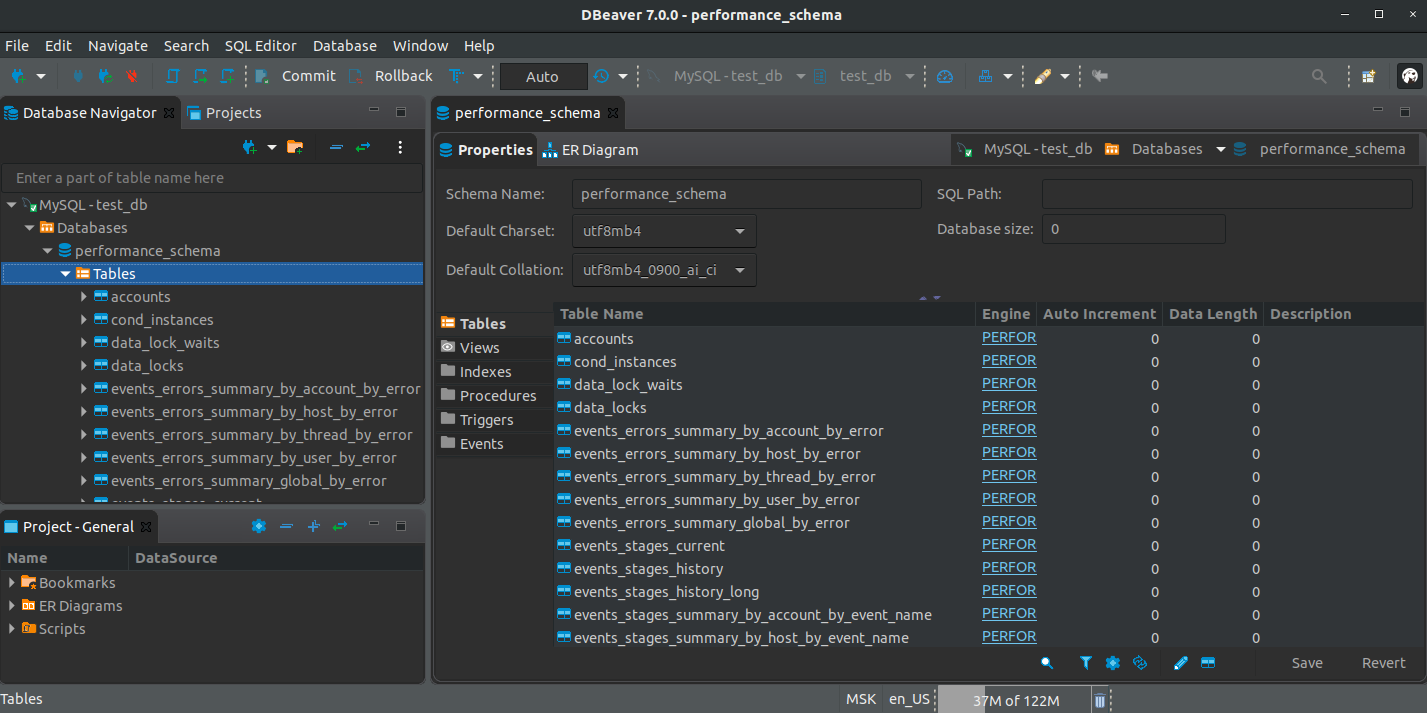 DBeaver 7.0.0 - performance_schema
File Edit Navigate Search SQL Editor Database Window Help
Commit Rollback Auto MySQL - test_db test_db
Database Navigator Projects
Enter a part of table name here
MySQL - test_db
Databases
performance_schema
Tables
accounts
cond_instances
data_lock_waits
data_locks
events_errors_summary_by_account_by_error
events_errors_summary_by_host_by_error
events_errors_summary_by_thread_by_error
events_errors_summary_by_user_by_error
events_errors_summary_global_by_error
Project - General
Name DataSource
Bookmarks
ER Diagrams
Scripts
performance_schema
Properties ER Diagram MySQL - test_db Databases performance_schema
Schema Name: performance_schema SQL Path:
Default Charset: utf8mb4 Database size: 0
Default Collation: utf8mb4_0900_ai_ci
Tables
Views
Indexes
Procedures
Triggers
Events
Table Name Engine Auto Increment Data Length Description
accounts PERFOR 0 0
cond_instances PERFOR 0 0
data_lock_waits PERFOR 0 0
data_locks PERFOR 0 0
events_errors_summary_by_account_by_error PERFOR 0 0
events_errors_summary_by_host_by_error PERFOR 0 0
events_errors_summary_by_thread_by_error PERFOR 0 0
events_errors_summary_by_user_by_error PERFOR 0 0
events_errors_summary_global_by_error PERFOR 0 0
events_stages_current PERFOR 0 0
events_stages_history PERFOR 0 0
events_stages_history_long PERFOR 0 0
events_stages_summary_by_account_by_event_name PERFOR 0 0
events_stages_summary_by_host_by_event_name PERFOR 0 0
Save Revert
Tables MSK en_US 37M of 122M